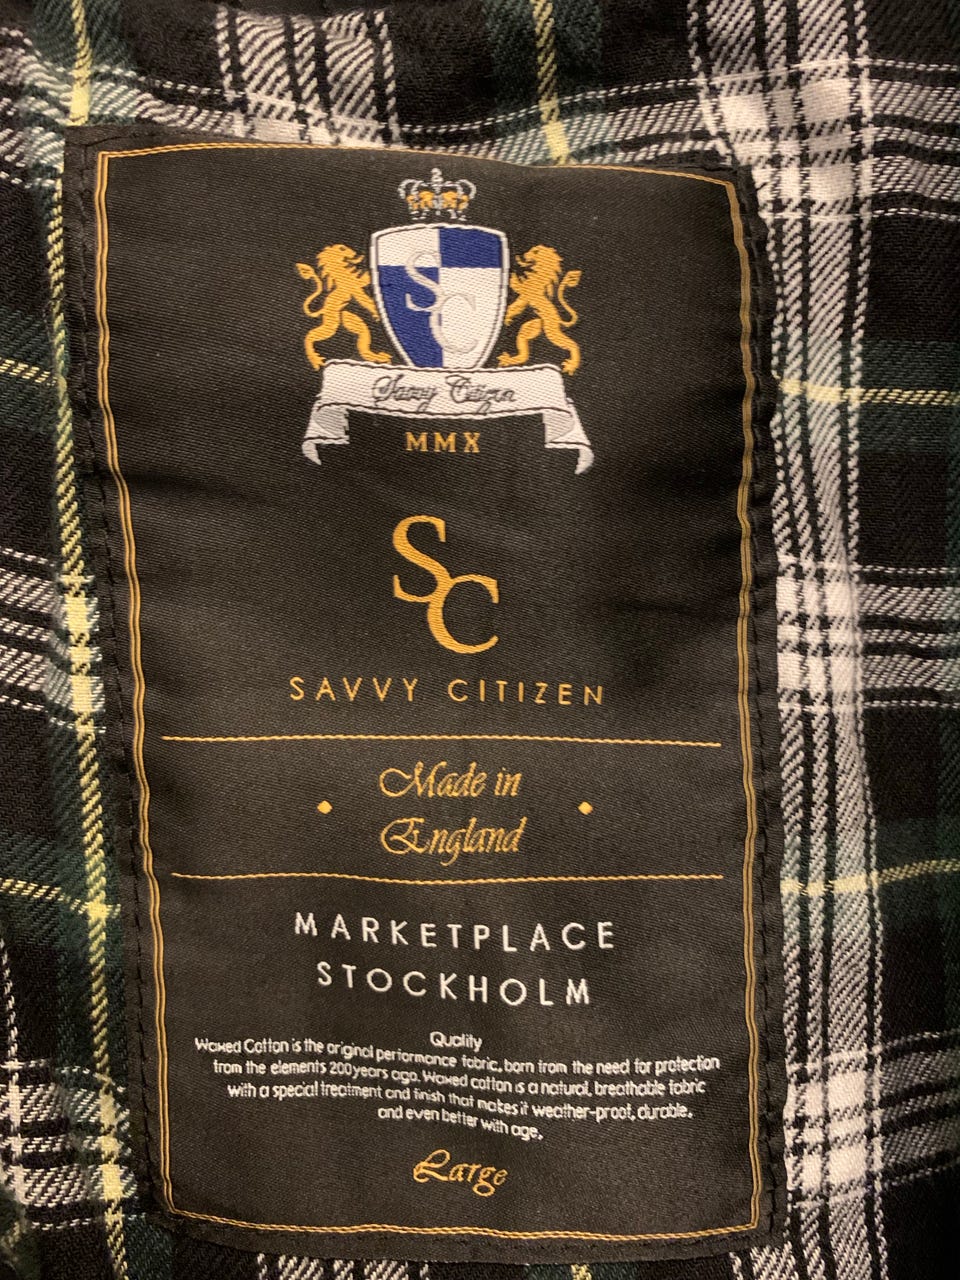 SC
Savvy Citizen
MMX
SC
SAVVY CITIZEN
Made in
England
MARKETPLACE
STOCKHOLM
Quality
Waxed Cotton is the original performance fabric, born from the need for protection
from the elements 200years ago. Waxed cotton is a natural, breathable fabric
with a special treatment and finish that makes it weather-proof, durable,
and even better with age.
Large